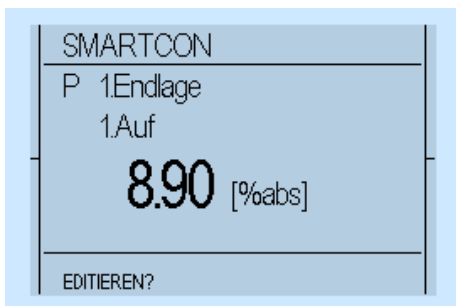 SMARTCON
P 1.Endlage
1.Auf
8.90 [%abs]
EDITIEREN?